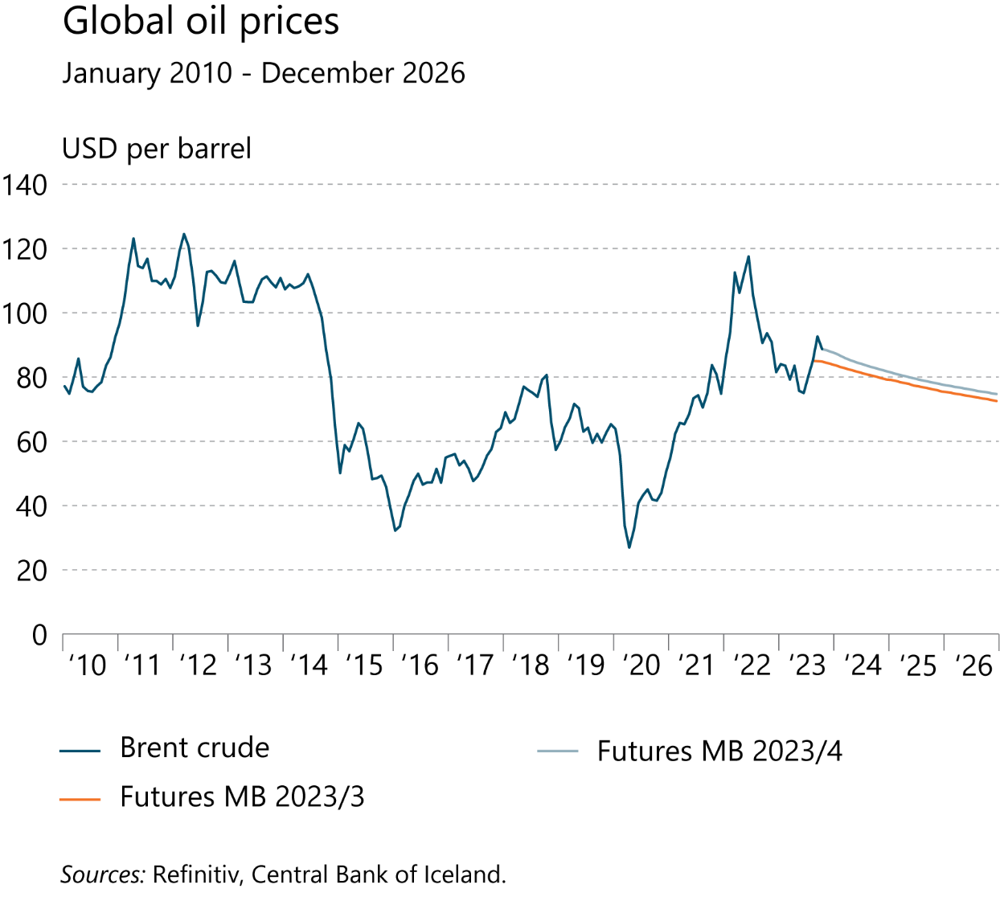 Global oil prices
January 2010 - December 2026
USD per barrel
140
120
100
80
60
40
20
0
‘10 ‘11 ‘12 ‘13 ‘14 ‘15 ‘16 ‘17 ‘18 ‘19 ‘20 ‘21 ‘22 ‘23 ‘24 ‘25 ‘26
Brent crude
Futures MB 2023/4
Futures MB 2023/3
Sources: Refinitiv, Central Bank of Iceland.